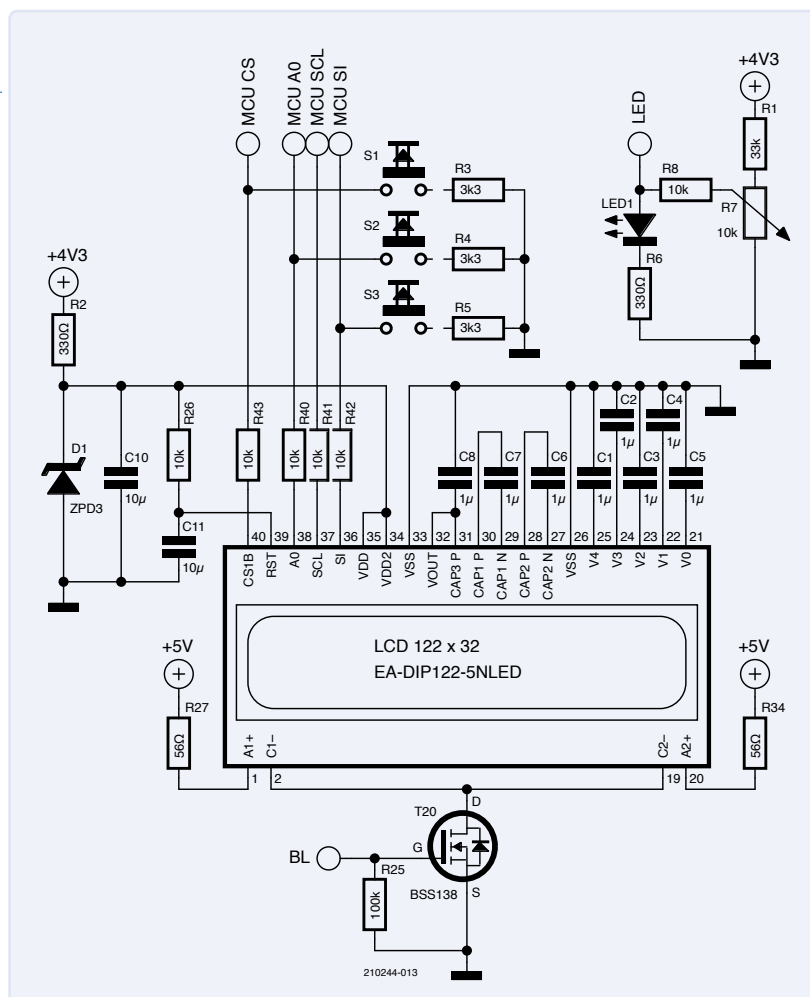 MCU CS
MCU A0
MCU SCL
MCU SI
LED
+4V3
R1
33k
S1
R3
3k3
R8
10k
R7
10k
LED1
S2
R4
3k3
R6
330Ω
+4V3
R2
330Ω
S3
R5
3k3
R26
10k
R43
10k
R40
10k
R41
10k
R42
10k
C2
1µ
C4
1µ
D1
ZPD3
C10
10µ
C8
1µ
C7
1µ
C6
1µ
C1
1µ
C3
1µ
C5
1µ
C11
10µ
40 39 38 37 36 35 34 33 32 31 30 29 28 27 26 25 24 23 22 21
CS1B
RST
A0
SCL
SI
VDD
VDD2
VSS
VOUT
CAP3 P
CAP1 P
CAP1 N
CAP2 P
CAP2 N
VSS
V4
V3
V2
V1
V0
LCD 122 x 32
EA-DIP122-5NLED
+5V
R27
56Ω
+5V
R34
56Ω
A1+
C1–
C2–
A2+
1 2 19 20
T20
D
G
S
BSS138
BL
R25
100k
210244-013